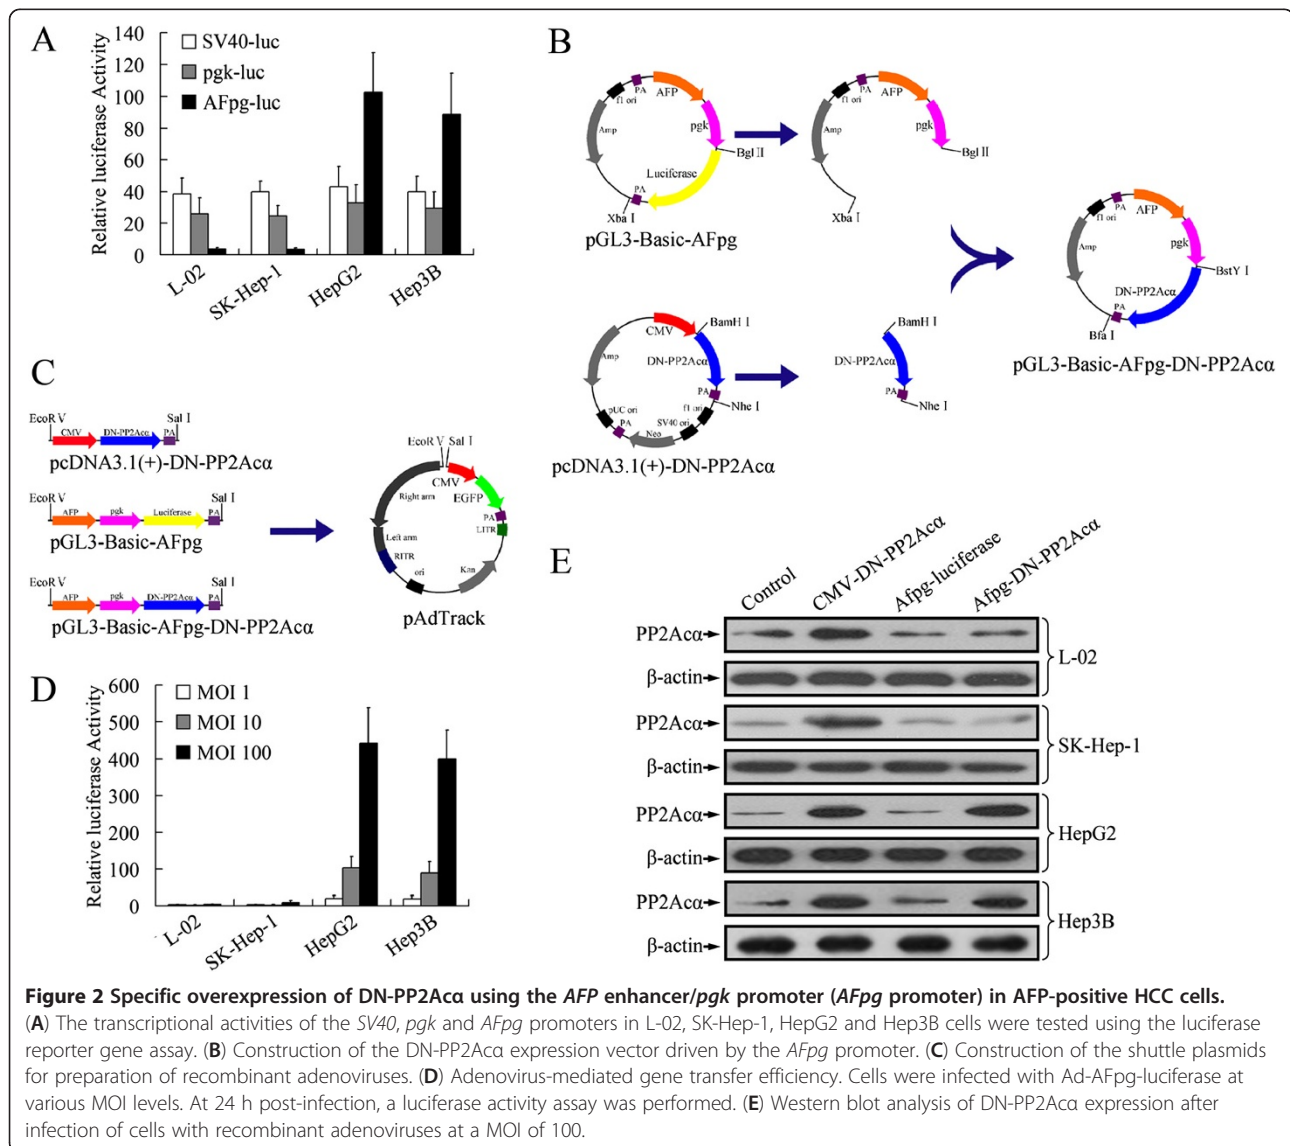 A
Relative luciferase Activity
140
120
100
80
60
40
20
0
SV40-luc
pgk-luc
AFpg-luc
L-02
SK-Hep-1
HepG2
Hep3B
B
PA
AFP
f1 ori
Amp
pgk
Bgl II
Luciferase
PA
Xba I
pGL3-Basic-AFpg
PA
AFP
f1 ori
Amp
pgk
Bgl II
Xba I
CMV
BamH I
Amp
DN-PP2Acα
PA
Nhe I
f1 ori
SV40 ori
Neo
PA
pUC ori
pcDNA3.1(+)-DN-PP2Acα
BamH I
DN-PP2Acα
PA
Nhe I
PA
AFP
f1 ori
Amp
pgk
BstY I
DN-PP2Acα
PA
Bfa I
pGL3-Basic-AFpg-DN-PP2Acα
C
EcoR V
Sal I
CMV
DN-PP2Acα
PA
pcDNA3.1(+)-DN-PP2Acα
EcoR V
Sal I
AFP
pgk
Luciferase
PA
pGL3-Basic-AFpg
EcoR V
Sal I
AFP
pgk
DN-PP2Acα
PA
pGL3-Basic-AFpg-DN-PP2Acα
EcoR V
Sal I
CMV
EGFP
Right arm
PA
LITR
Left arm
RITR
ori
Kan
pAdTrack
D
Relative luciferase Activity
600
500
400
300
200
100
0
MOI 1
MOI 10
MOI 100
L-02
SK-Hep-1
HepG2
Hep3B
E
Control
CMV-DN-PP2Acα
Afpg-luciferase
Afpg-DN-PP2Acα
PP2Acα
β-actin
L-02
PP2Acα
β-actin
SK-Hep-1
PP2Acα
β-actin
HepG2
PP2Acα
β-actin
Hep3B
Figure 2 Specific overexpression of DN-PP2Acα using the AFP enhancer/pgk promoter (AFpg promoter) in AFP-positive HCC cells.
(A) The transcriptional activities of the SV40, pgk and AFpg promoters in L-02, SK-Hep-1, HepG2 and Hep3B cells were tested using the luciferase
reporter gene assay. (B) Construction of the DN-PP2Acα expression vector driven by the AFpg promoter. (C) Construction of the shuttle plasmids
for preparation of recombinant adenoviruses. (D) Adenovirus-mediated gene transfer efficiency. Cells were infected with Ad-AFpg-luciferase at
various MOI levels. At 24 h post-infection, a luciferase activity assay was performed. (E) Western blot analysis of DN-PP2Acα expression after
infection of cells with recombinant adenoviruses at a MOI of 100.